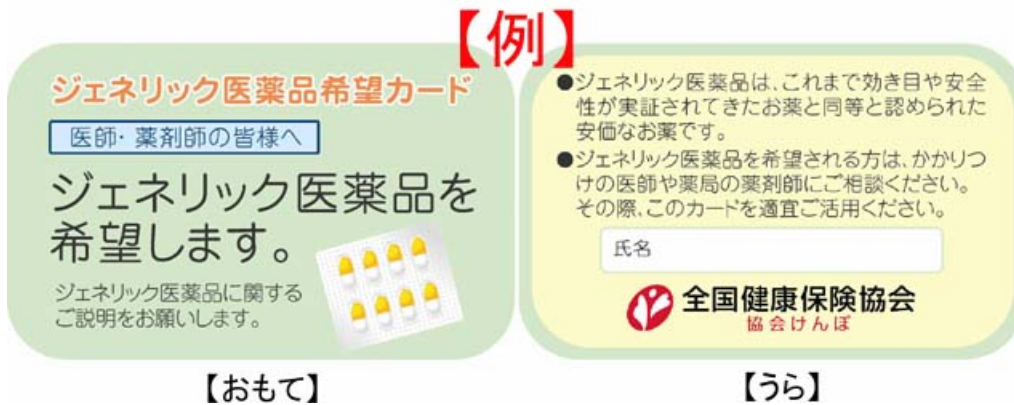 【例】
ジェネリック医薬品希望カード
医師・薬剤師の皆様へ
ジェネリック医薬品を
希望します。
ジェネリック医薬品に関する
ご説明をお願いします。
【おもて】
●ジェネリック医薬品は、これまで効き目や安全
性が実証されてきたお薬と同等と認められた
安価なお薬です。
●ジェネリック医薬品を希望される方は、かかりつ
けの医師や薬局の薬剤師にご相談ください。
その際、このカードを適宜ご活用ください。
氏名
全国健康保険協会
協会けんぽ
【うら】